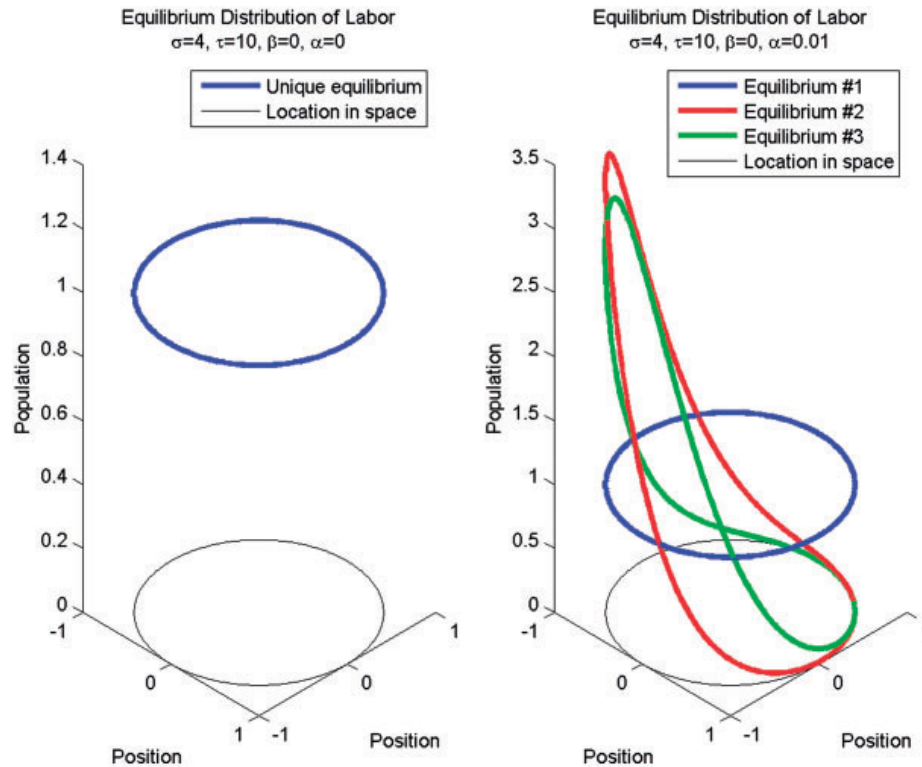 Equilibrium Distribution of Labor
σ=4, τ=10, β=0, α=0
Unique equilibrium
Location in space
1.4
1.2
1
0.8
0.6
0.4
0.2
0
Population
-1
0
1
-1
0
1
Position
Position
Equilibrium Distribution of Labor
σ=4, τ=10, β=0, α=0.01
Equilibrium #1
Equilibrium #2
Equilibrium #3
Location in space
3.5
3
2.5
2
1.5
1
0.5
0
Population
-1
0
1
-1
0
Position
Position